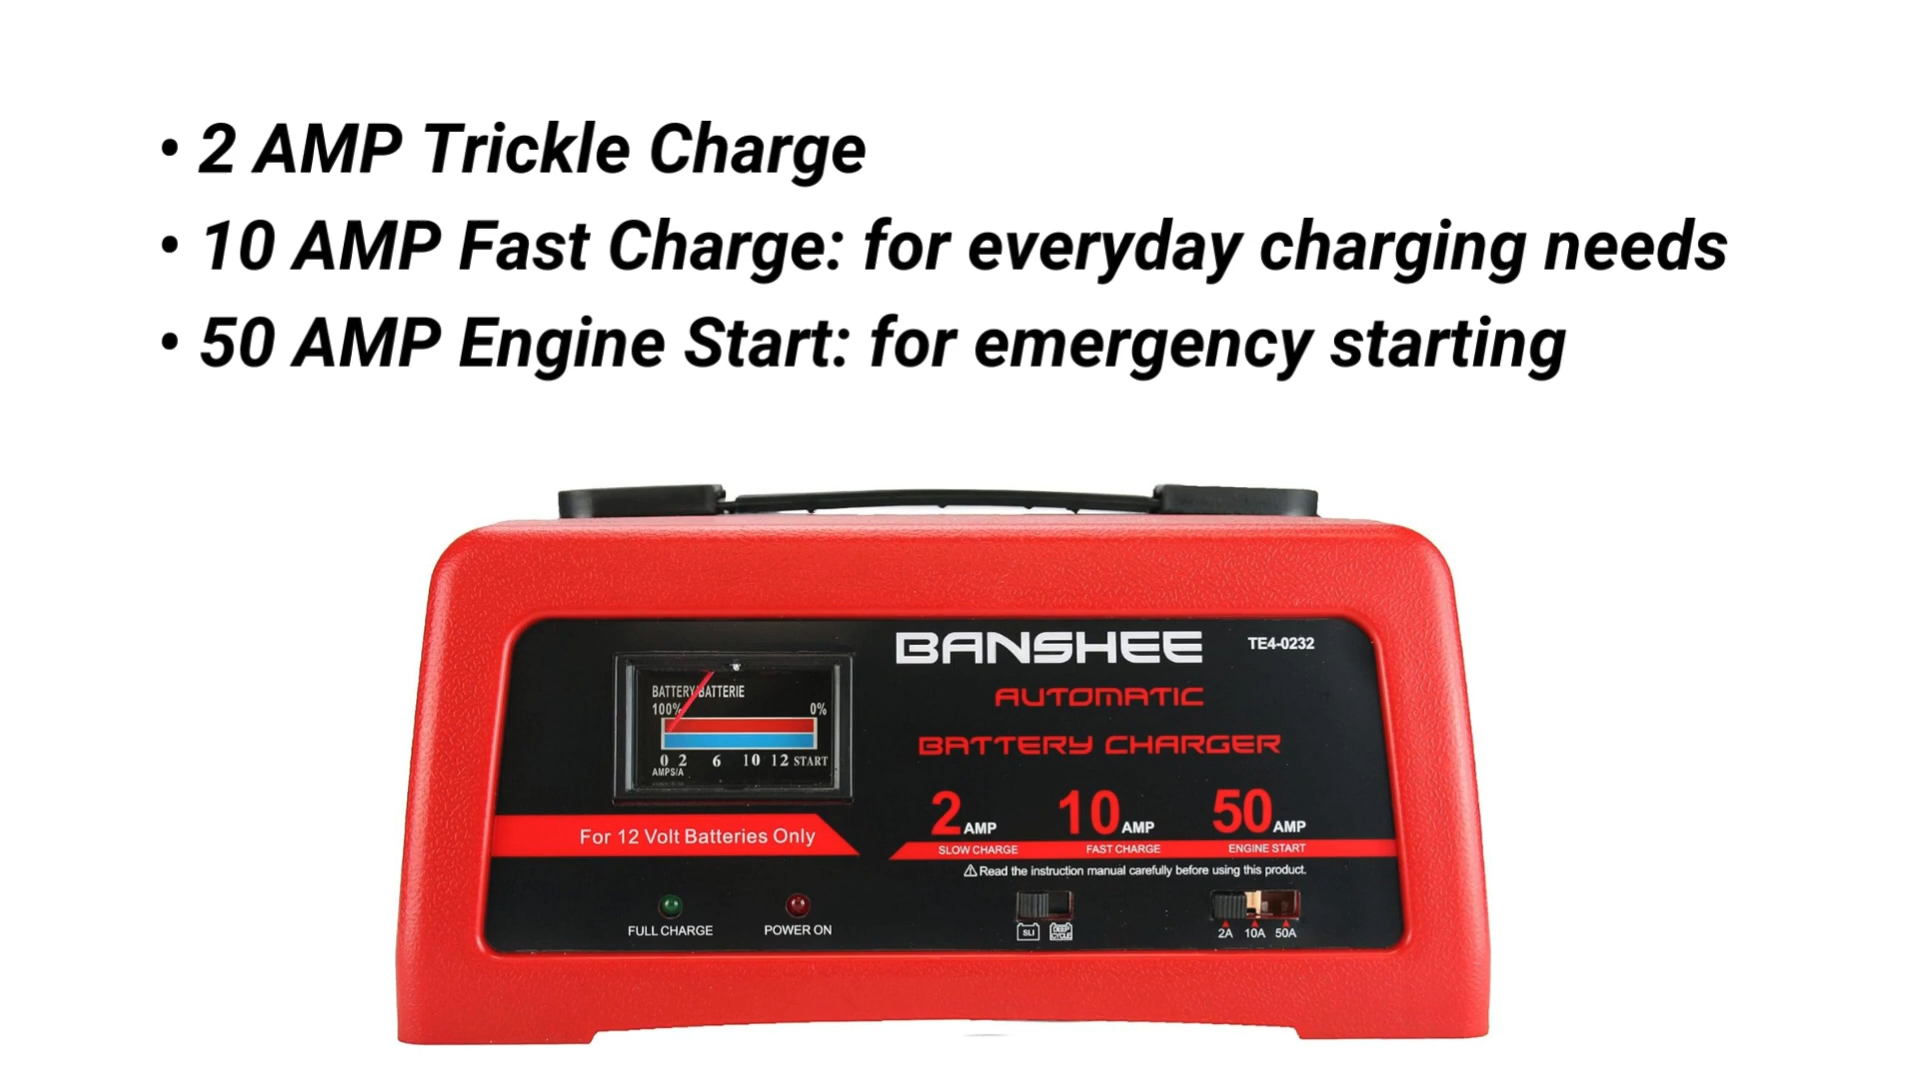 • 2 AMP Trickle Charge
• 10 AMP Fast Charge: for everyday charging needs
• 50 AMP Engine Start: for emergency starting
BANSHEE TE4-0232
AUTOMATIC
BATTERY CHARGER
BATTERY/BATTERIE
100% 0%
0 2 6 10 12 START
AMPS/A
For 12 Volt Batteries Only
2 AMP 10 AMP 50 AMP
SLOW CHARGE FAST CHARGE ENGINE START
⚠ Read the instruction manual carefully before using this product.
FULL CHARGE POWER ON
SLI DEEP CYCLE
2A 10A 50A